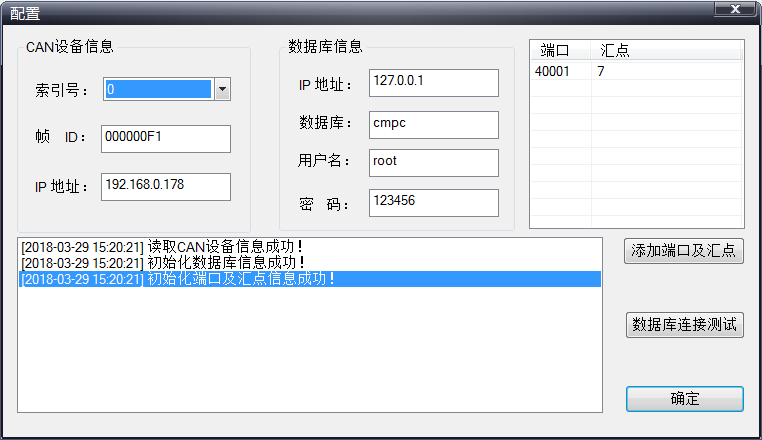 配置
CAN设备信息
索引号： 0
帧 ID： 000000F1
IP 地址： 192.168.0.178
数据库信息
IP 地址： 127.0.0.1
数据库： cmpc
用户名： root
密 码： 123456
端口 汇点
40001 7
[2018-03-29 15:20:21] 读取CAN设备信息成功！
[2018-03-29 15:20:21] 初始化数据库信息成功！
[2018-03-29 15:20:21] 初始化端口及汇点信息成功！
添加端口及汇点
数据库连接测试
确定